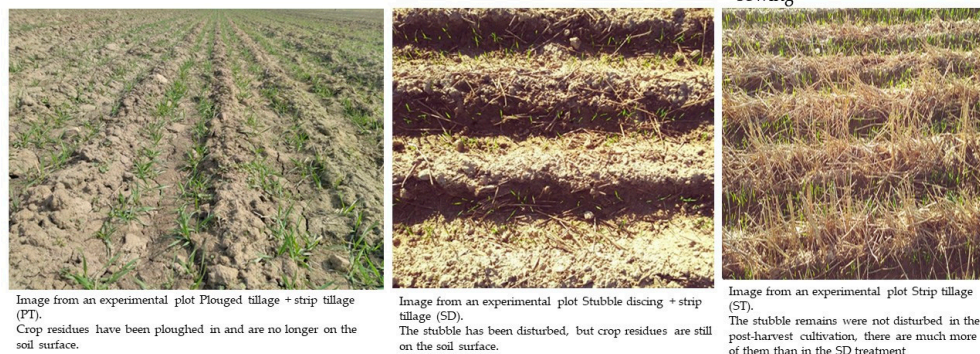 Image from an experimental plot Plouged tillage + strip tillage
(PT).
Crop residues have been ploughed in and are no longer on the
soil surface.
Image from an experimental plot Stubble discing + strip
tillage (SD).
The stubble has been disturbed, but crop residues are still
on the soil surface.
Image from an experimental plot Strip tillage
(ST).
The stubble remains were not disturbed in the
post-harvest cultivation, there are much more
of them than in the SD treatment